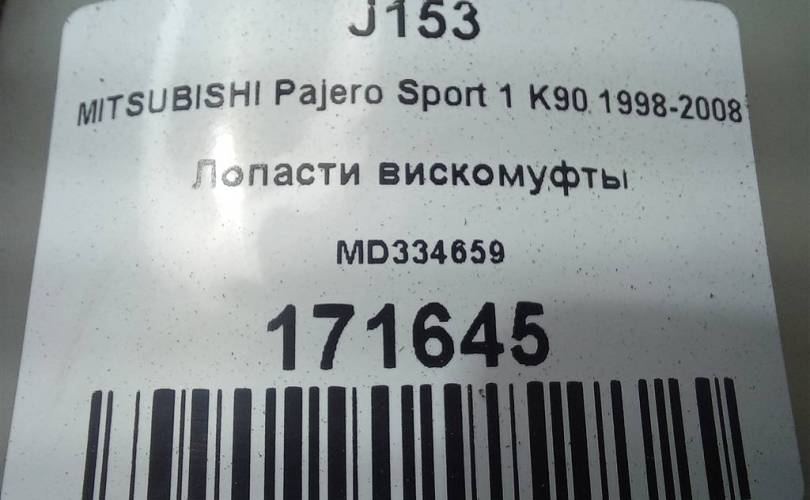 J153
MITSUBISHI Pajero Sport 1 K90 1998-2008
Лопасти вискомуфты
MD334659
171645